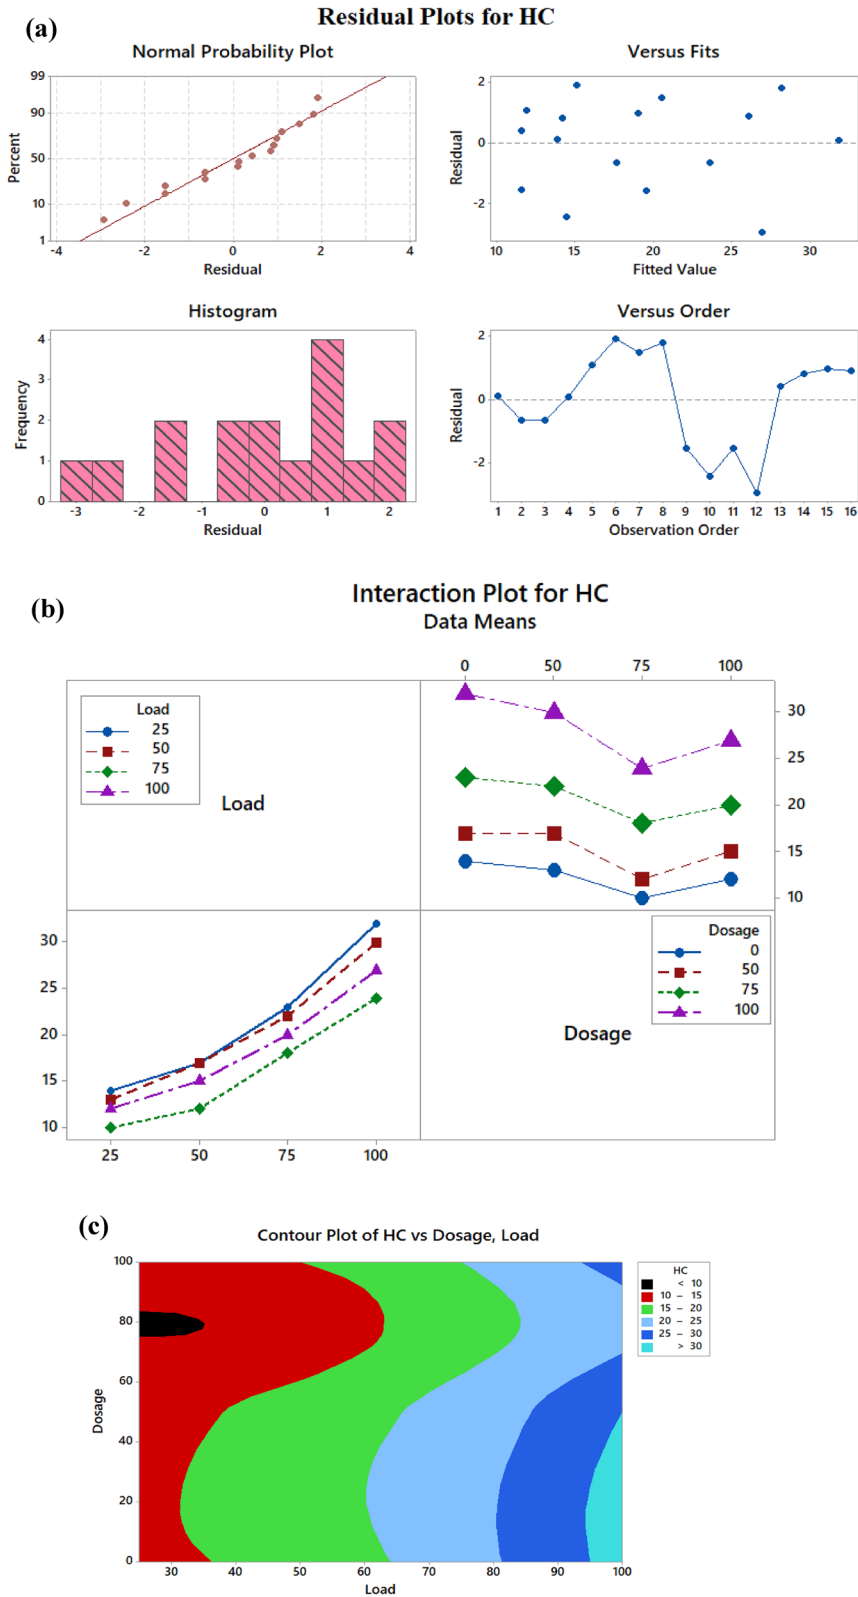 (a)
Residual Plots for HC
Normal Probability Plot
99
90
50
10
1
Percent
-4 -2 0 2 4
Residual
Versus Fits
2
0
-2
Residual
10 15 20 25 30
Fitted Value
Histogram
4
3
2
1
0
Frequency
-3 -2 -1 0 1 2
Residual
Versus Order
2
0
-2
Residual
1 2 3 4 5 6 7 8 9 10 11 12 13 14 15 16
Observation Order
(b)
Interaction Plot for HC
Data Means
0 50 75 100
Load
25
50
75
100
Load
30
25
20
15
10
30
25
20
15
10
25 50 75 100
Dosage
0
50
75
100
Dosage
(c)
Contour Plot of HC vs Dosage, Load
100
80
60
40
20
0
Dosage
30 40 50 60 70 80 90 100
Load
HC
< 10
10 – 15
15 – 20
20 – 25
25 – 30
> 30